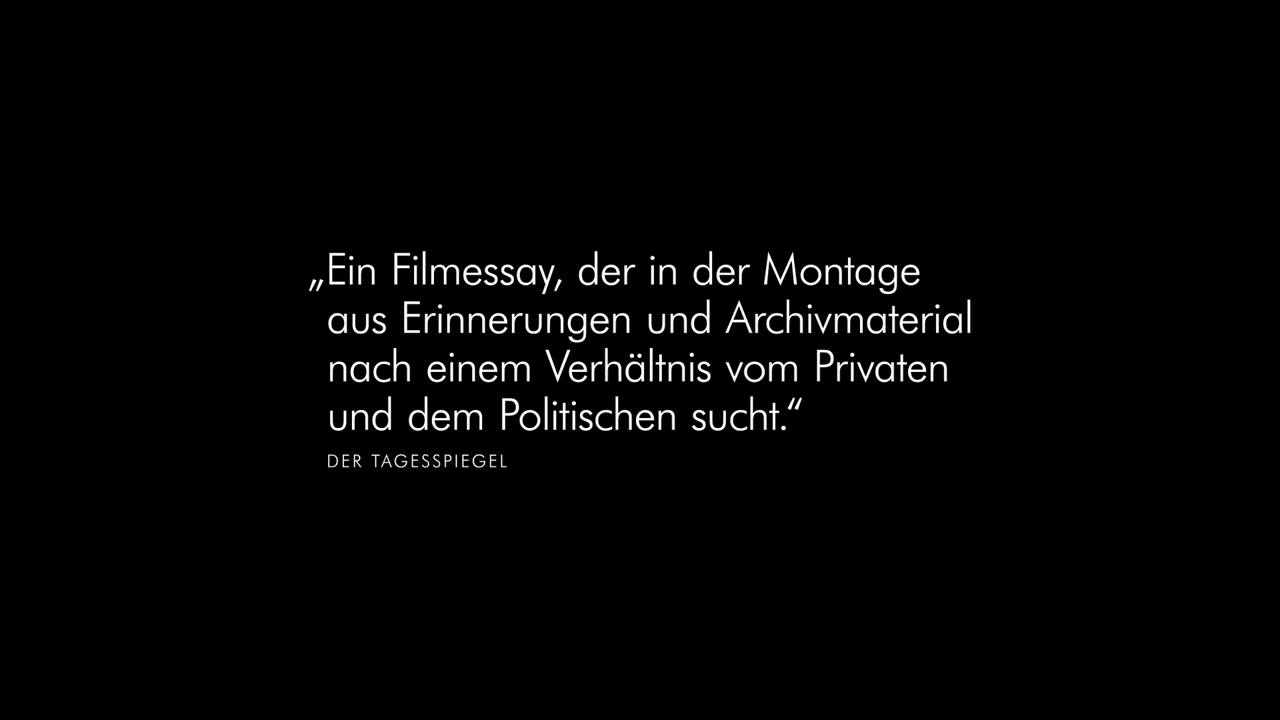 „Ein Filmessay, der in der Montage
aus Erinnerungen und Archivmaterial
nach einem Verhältnis vom Privaten
und dem Politischen sucht.“
DER TAGESSPIEGEL